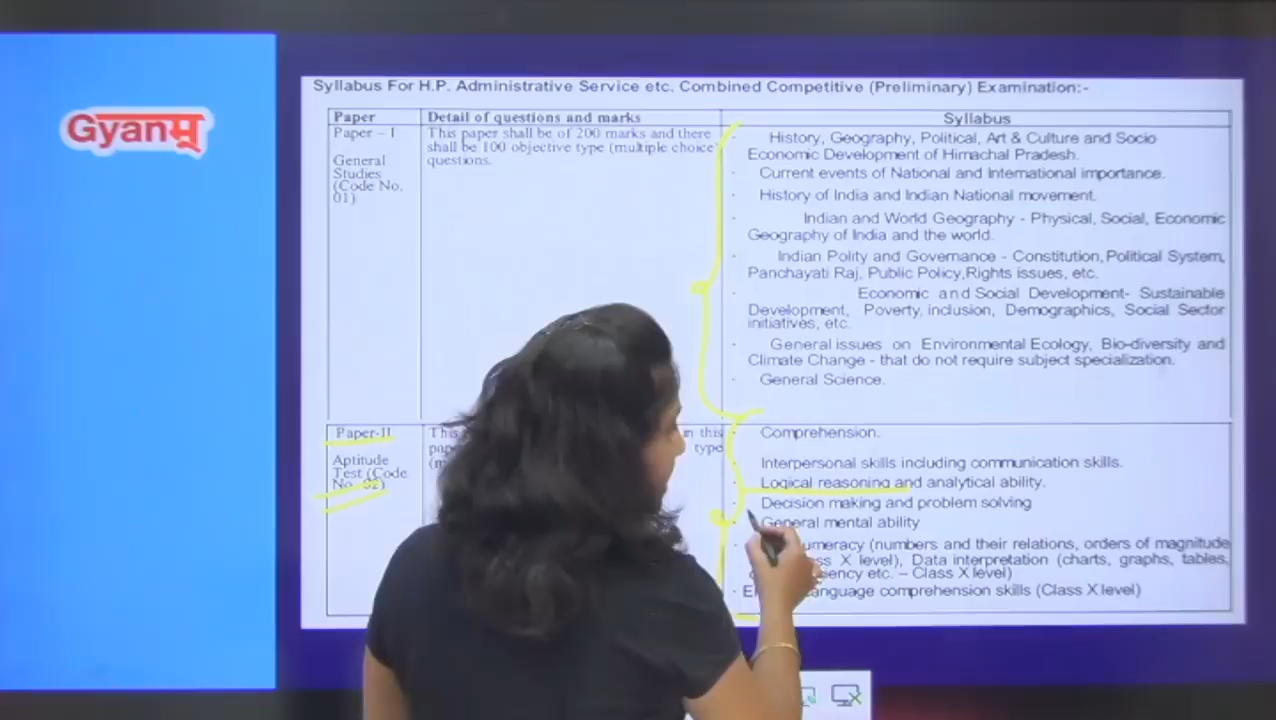 Gyanम्
Syllabus For H.P. Administrative Service etc. Combined Competitive (Preliminary) Examination:-
Paper
Detail of questions and marks
Syllabus
Paper – I
General
Studies
(Code No.
01)
This paper shall be of 200 marks and there
shall be 100 objective type (multiple choice)
questions.
· History, Geography, Political, Art & Culture and Socio
Economic Development of Himachal Pradesh.
· Current events of National and International importance.
· History of India and Indian National movement.
· Indian and World Geography - Physical, Social, Economic
Geography of India and the world.
· Indian Polity and Governance - Constitution, Political System,
Panchayati Raj, Public Policy, Rights issues, etc.
· Economic and Social Development- Sustainable
Development, Poverty, inclusion, Demographics, Social Sector
initiatives, etc.
· General issues on Environmental Ecology, Bio-diversity and
Climate Change - that do not require subject specialization.
· General Science.
Paper-II
Aptitude
Test (Code
No. 02)
in this
type
· Comprehension.
Interpersonal skills including communication skills.
· Logical reasoning and analytical ability.
· Decision making and problem solving
· General mental ability
(numbers and their relations, orders of magnitude
X level), Data interpretation (charts, graphs, tables,
etc. – Class X level)
comprehension skills (Class X level)